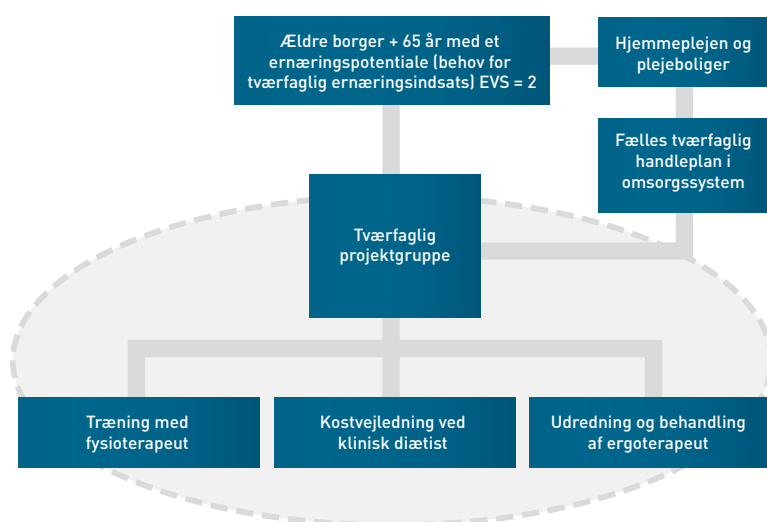 Ældre borger + 65 år med et
ernæringspotentiale (behov for
tværfaglig ernæringsindsats) EVS = 2
Hjemmeplejen og
plejeboliger
Fælles tværfaglig
handleplan i
omsorgssystem
Tværfaglig
projektgruppe
Træning med
fysioterapeut
Kostvejledning ved
klinisk diætist
Udredning og behandling
af ergoterapeut